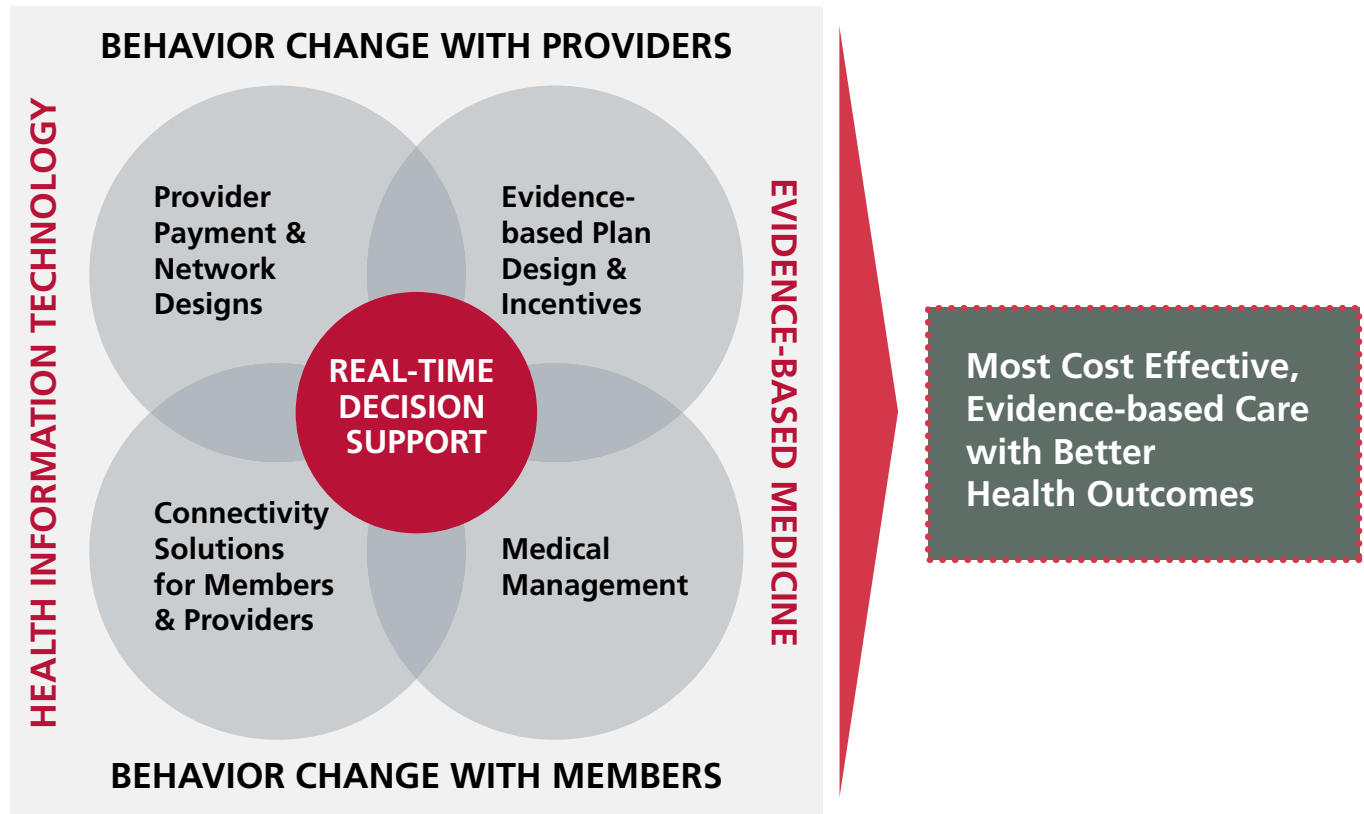 BEHAVIOR CHANGE WITH PROVIDERS
HEALTH INFORMATION TECHNOLOGY
Provider
Payment &
Network
Designs
Evidence-
based Plan
Design &
Incentives
REAL-TIME
DECISION
SUPPORT
Connectivity
Solutions
for Members
& Providers
Medical
Management
EVIDENCE-BASED MEDICINE
BEHAVIOR CHANGE WITH MEMBERS
Most Cost Effective,
Evidence-based Care
with Better
Health Outcomes